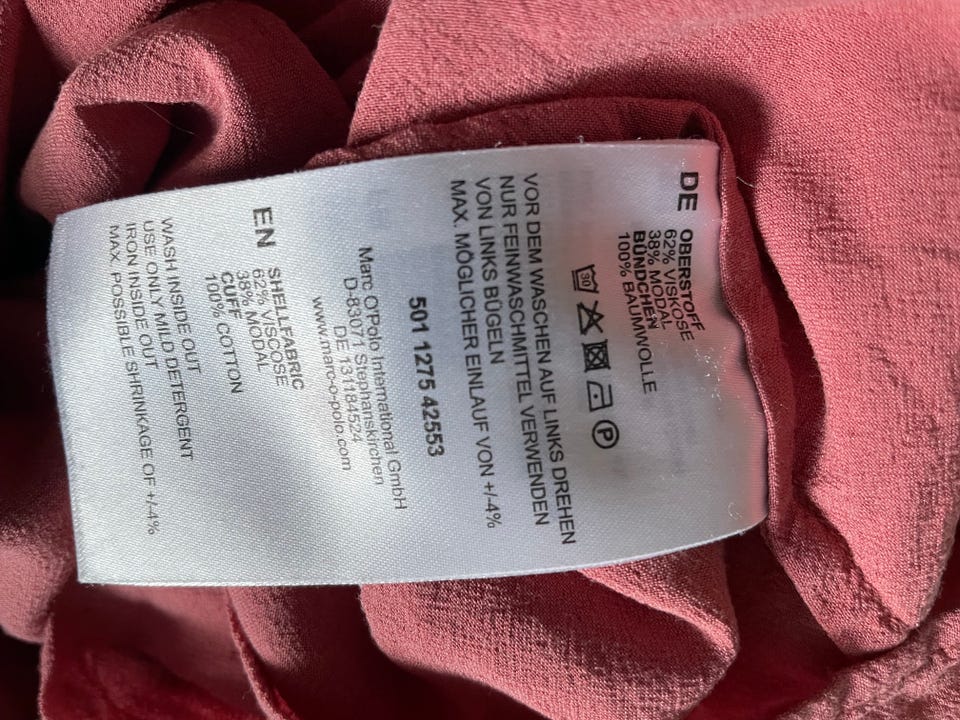 DE OBERSTOFF
62% VISKOSE
38% MODAL
BÜNDCHEN
100% BAUMWOLLE
30 P
VOR DEM WASCHEN AUF LINKS DREHEN
NUR FEINWASCHMITTEL VERWENDEN
VON LINKS BÜGELN
MAX. MÖGLICHER EINLAUF VON +/-4%
501 1275 42553
Marc O'Polo International GmbH
D-83071 Stephanskirchen
DE 131184524
www.marc-o-polo.com
EN SHELLFABRIC
62% VISCOSE
38% MODAL
CUFF
100% COTTON
WASH INSIDE OUT
USE ONLY MILD DETERGENT
IRON INSIDE OUT
MAX. POSSIBLE SHRINKAGE OF +/-4%